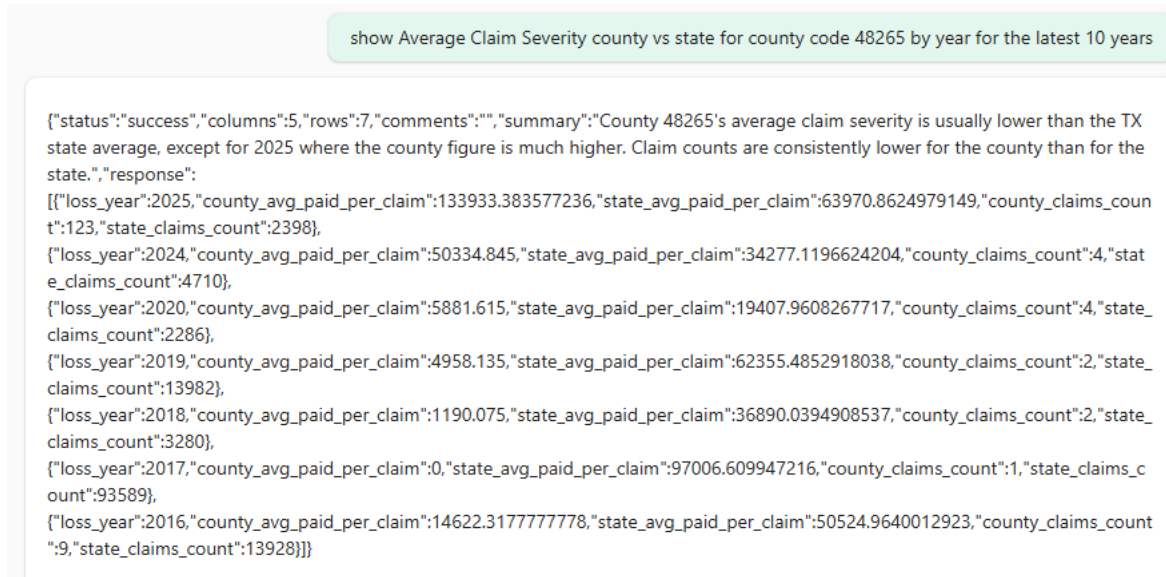 show Average Claim Severity county vs state for county code 48265 by year for the latest 10 years
{"status":"success","columns":5,"rows":7,"comments":"","summary":"County 48265's average claim severity is usually lower than the TX
state average, except for 2025 where the county figure is much higher. Claim counts are consistently lower for the county than for the
state.","response":
[{"loss_year":2025,"county_avg_paid_per_claim":133933.383577236,"state_avg_paid_per_claim":63970.8624979149,"county_claims_coun
t":123,"state_claims_count":2398},
{"loss_year":2024,"county_avg_paid_per_claim":50334.845,"state_avg_paid_per_claim":34277.1196624204,"county_claims_count":4,"stat
e_claims_count":4710},
{"loss_year":2020,"county_avg_paid_per_claim":5881.615,"state_avg_paid_per_claim":19407.9608267717,"county_claims_count":4,"state_
claims_count":2286},
{"loss_year":2019,"county_avg_paid_per_claim":4958.135,"state_avg_paid_per_claim":62355.4852918038,"county_claims_count":2,"state_
claims_count":13982},
{"loss_year":2018,"county_avg_paid_per_claim":1190.075,"state_avg_paid_per_claim":36890.0394908537,"county_claims_count":2,"state_
claims_count":3280},
{"loss_year":2017,"county_avg_paid_per_claim":0,"state_avg_paid_per_claim":97006.609947216,"county_claims_count":1,"state_claims_c
ount":93589},
{"loss_year":2016,"county_avg_paid_per_claim":14622.3177777778,"state_avg_paid_per_claim":50524.9640012923,"county_claims_count
":9,"state_claims_count":13928}]}